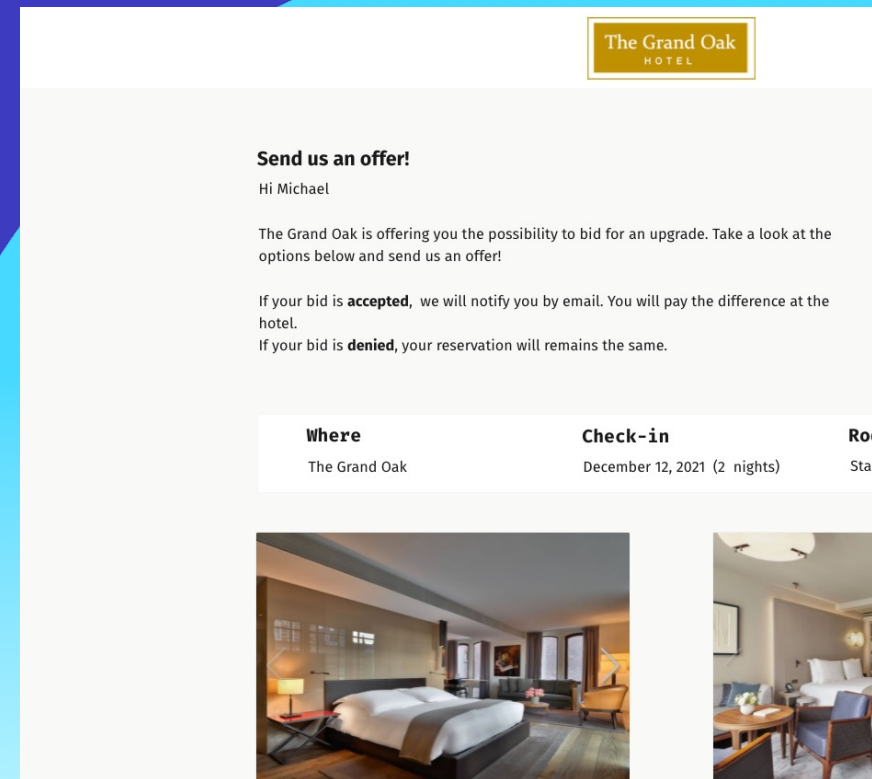 The Grand Oak
HOTEL
Send us an offer!
Hi Michael
The Grand Oak is offering you the possibility to bid for an upgrade. Take a look at the
options below and send us an offer!
If your bid is accepted,  we will notify you by email. You will pay the difference at the
hotel.
If your bid is denied, your reservation will remains the same.
Where
Check-in
The Grand Oak
December 12, 2021  (2  nights)